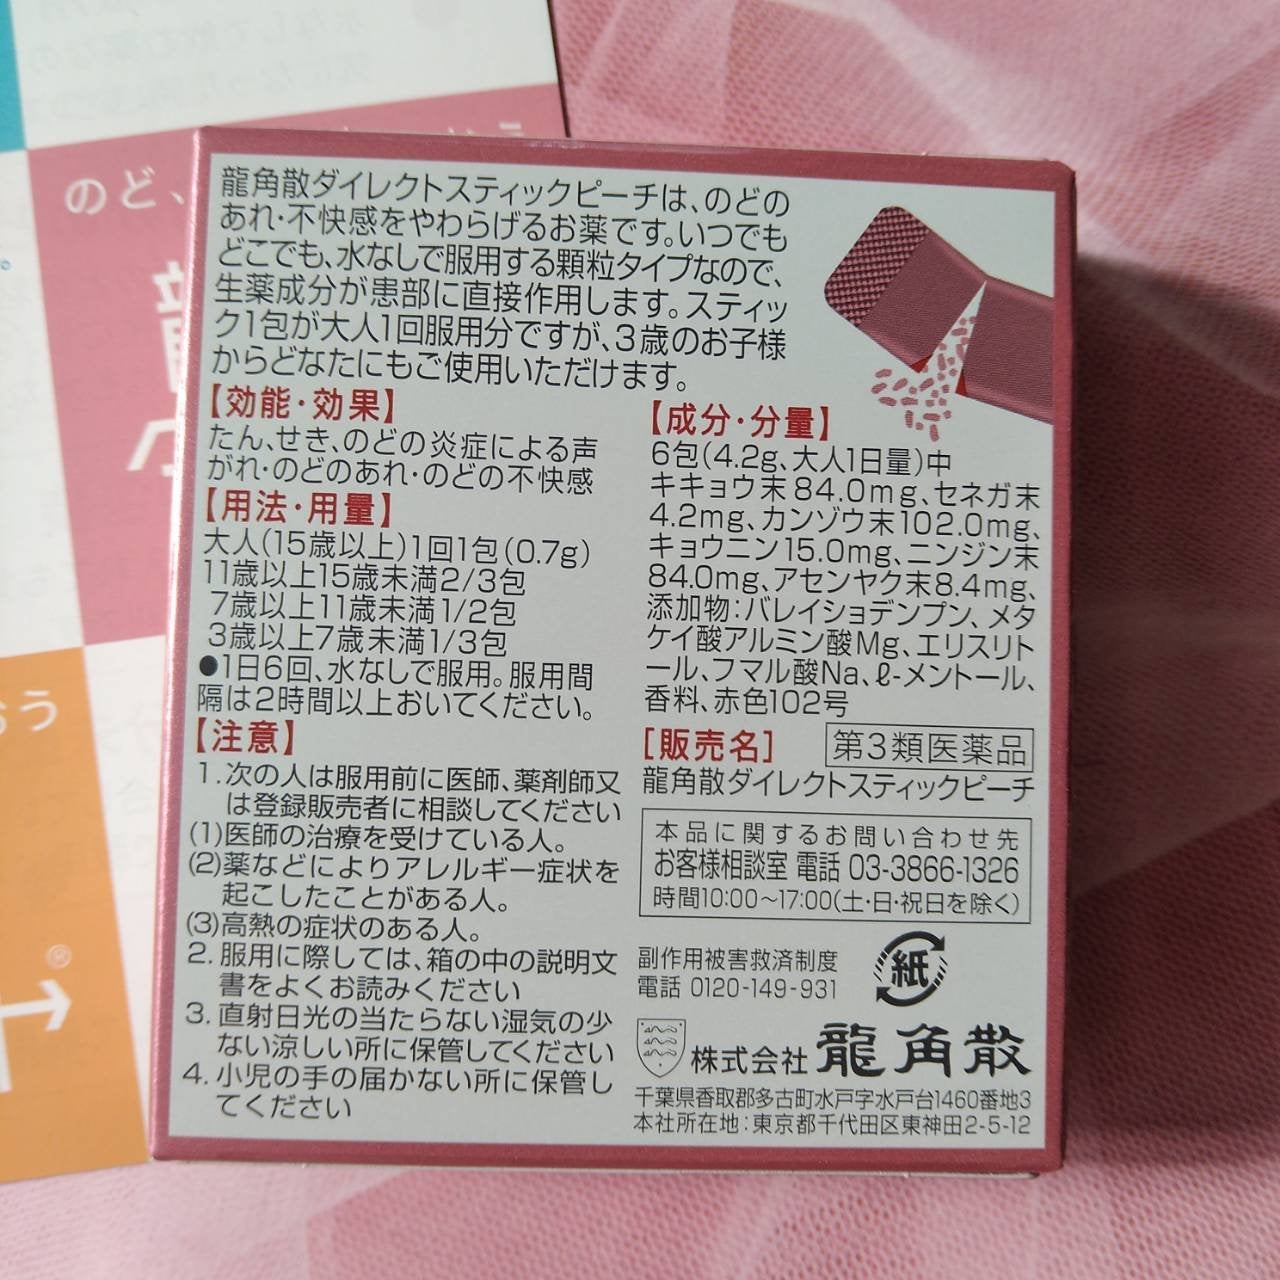 のど、
龍角散ダイレクトスティックピーチは、のどの
あれ・不快感をやわらげるお薬です。いつでも
どこでも、水なしで服用する顆粒タイプなので、
生薬成分が患部に直接作用します。スティッ
ク1包が大人1回服用分ですが、3歳のお子様
からどなたにもご使用いただけます。
【効能・効果】
たん、せき、のどの炎症による声
がれ・のどのあれ・のどの不快感
【用法・用量】
大人(15歳以上)1回1包(0.7g)
11歳以上15歳未満2/3包
7歳以上11歳未満1/2包
3歳以上7歳未満1/3包
●1日6回、水なしで服用。服用間
隔は2時間以上おいてください。
【注意】
1. 次の人は服用前に医師、薬剤師又
は登録販売者に相談してください
(1)医師の治療を受けている人。
(2)薬などによりアレルギー症状を
起こしたことがある人。
(3)高熱の症状のある人。
2. 服用に際しては、箱の中の説明文
書をよくお読みください
3. 直射日光の当たらない湿気の少
ない涼しい所に保管してください
4. 小児の手の届かない所に保管し
てください
【成分・分量】
6包(4.2g、大人1日量)中
キキョウ末84.0mg、セネガ末
4.2mg、カンゾウ末102.0mg、
キョウニン15.0mg、ニンジン末
84.0mg、アセンヤク末8.4mg、
添加物：バレイショデンプン、メタ
ケイ酸アルミン酸Mg、エリスリト
ール、フマル酸Na、ℓ-メントール、
香料、赤色102号
[販売名] 第3類医薬品
龍角散ダイレクトスティックピーチ
本品に関するお問い合わせ先
お客様相談室 電話 03-3866-1326
時間10:00〜17:00(土・日・祝日を除く)
副作用被害救済制度
電話 0120-149-931
紙
株式会社 龍角散
千葉県香取郡多古町水戸字水戸台1460番地3
本社所在地：東京都千代田区東神田2-5-12
おう
®